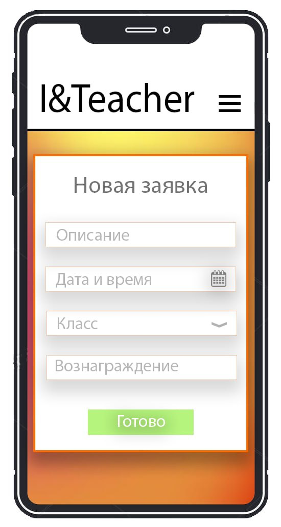 I&Teacher
Новая заявка
Описание
Дата и время
Класс
Вознаграждение
Готово